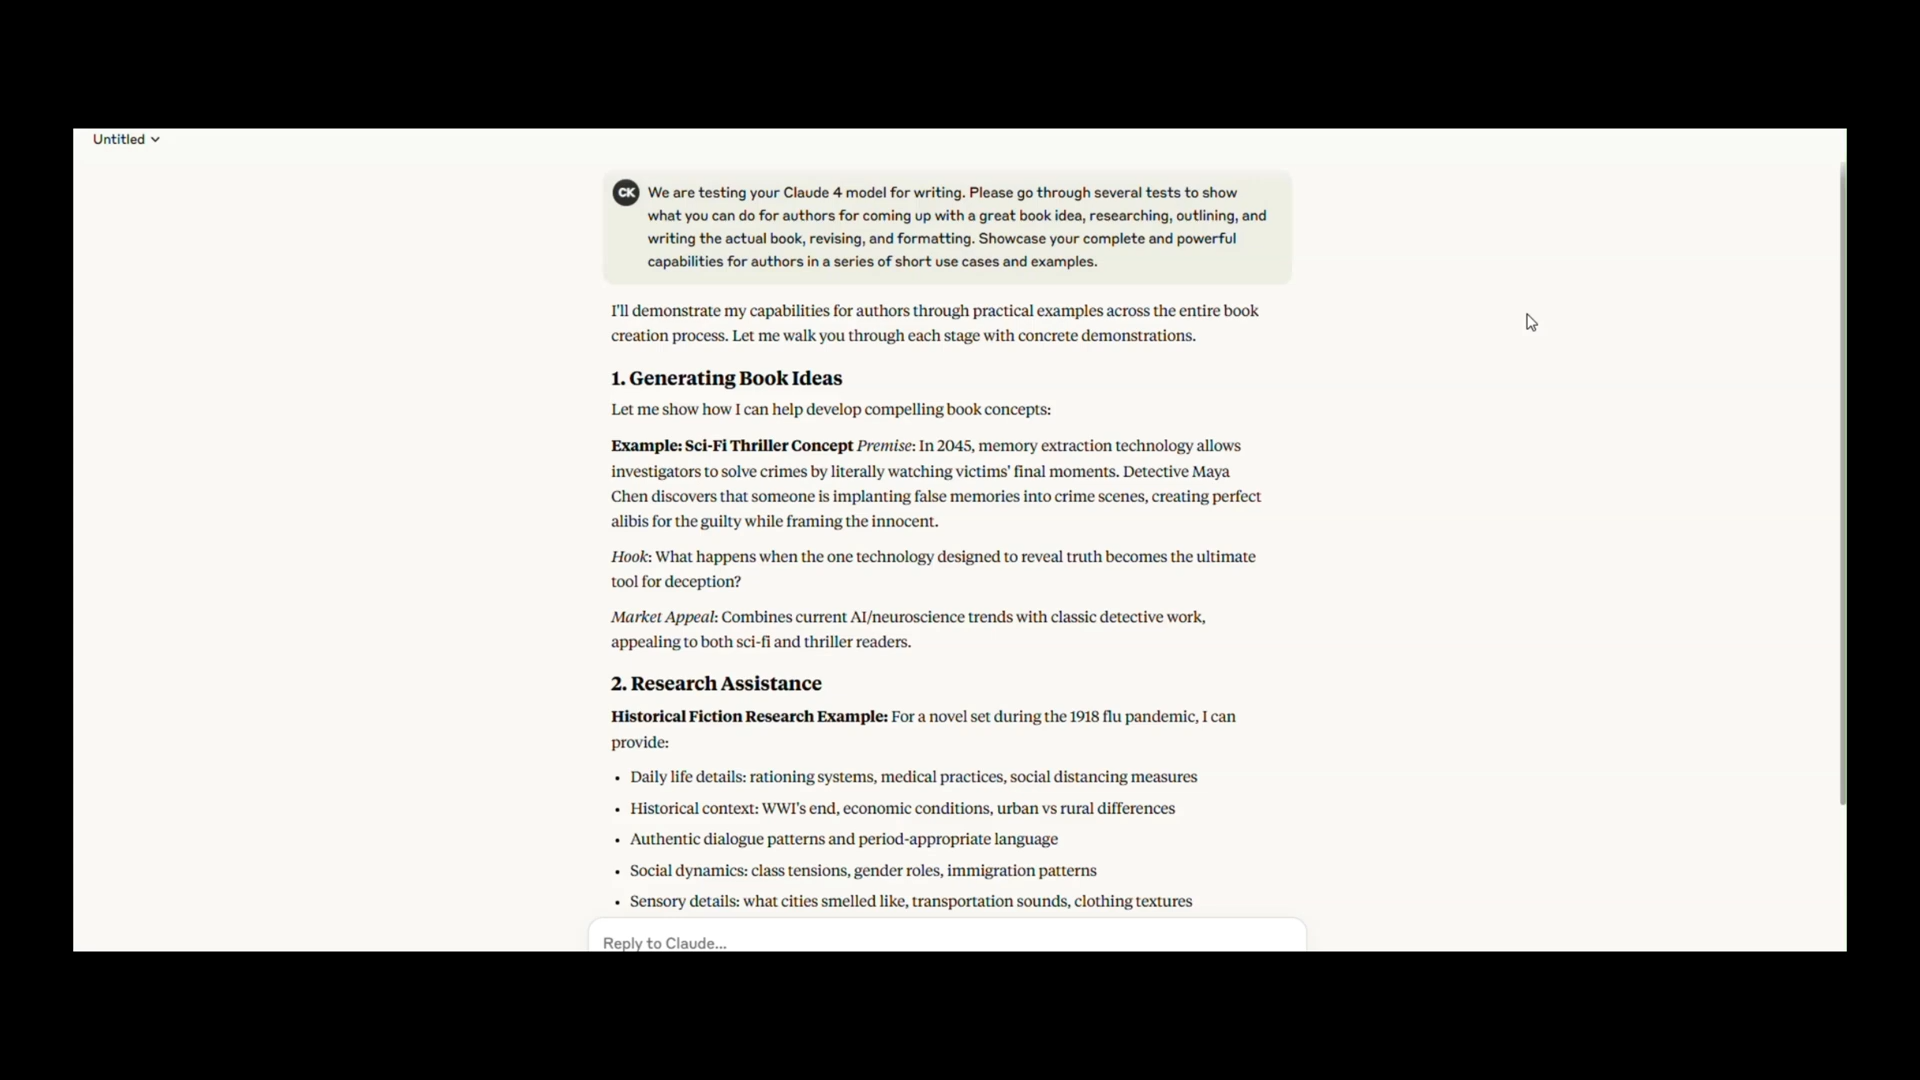 Untitled
CK
We are testing your Claude 4 model for writing. Please go through several tests to show
what you can do for authors for coming up with a great book idea, researching, outlining, and
writing the actual book, revising, and formatting. Showcase your complete and powerful
capabilities for authors in a series of short use cases and examples.
I'll demonstrate my capabilities for authors through practical examples across the entire book
creation process. Let me walk you through each stage with concrete demonstrations.
1. Generating Book Ideas
Let me show how I can help develop compelling book concepts:
Example: Sci-Fi Thriller Concept Premise: In 2045, memory extraction technology allows
investigators to solve crimes by literally watching victims' final moments. Detective Maya
Chen discovers that someone is implanting false memories into crime scenes, creating perfect
alibis for the guilty while framing the innocent.
Hook: What happens when the one technology designed to reveal truth becomes the ultimate
tool for deception?
Market Appeal: Combines current AI/neuroscience trends with classic detective work,
appealing to both sci-fi and thriller readers.
2. Research Assistance
Historical Fiction Research Example: For a novel set during the 1918 flu pandemic, I can
provide:
• Daily life details: rationing systems, medical practices, social distancing measures
• Historical context: WWI's end, economic conditions, urban vs rural differences
• Authentic dialogue patterns and period-appropriate language
• Social dynamics: class tensions, gender roles, immigration patterns
• Sensory details: what cities smelled like, transportation sounds, clothing textures
Reply to Claude...